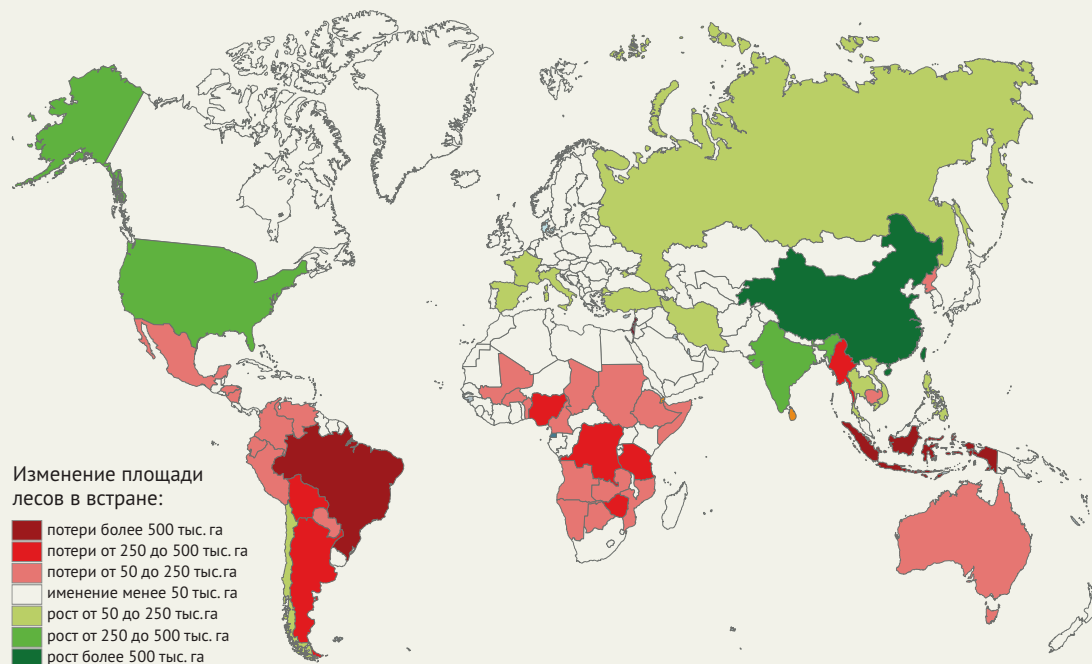 Изменение площади
лесов в встране:
потери более 500 тыс. га
потери от 250 до 500 тыс. га
потери от 50 до 250 тыс.га
именение менее 50 тыс. га
рост от 50 до 250 тыс.га
рост от 250 до 500 тыс. га
рост более 500 тыс. га